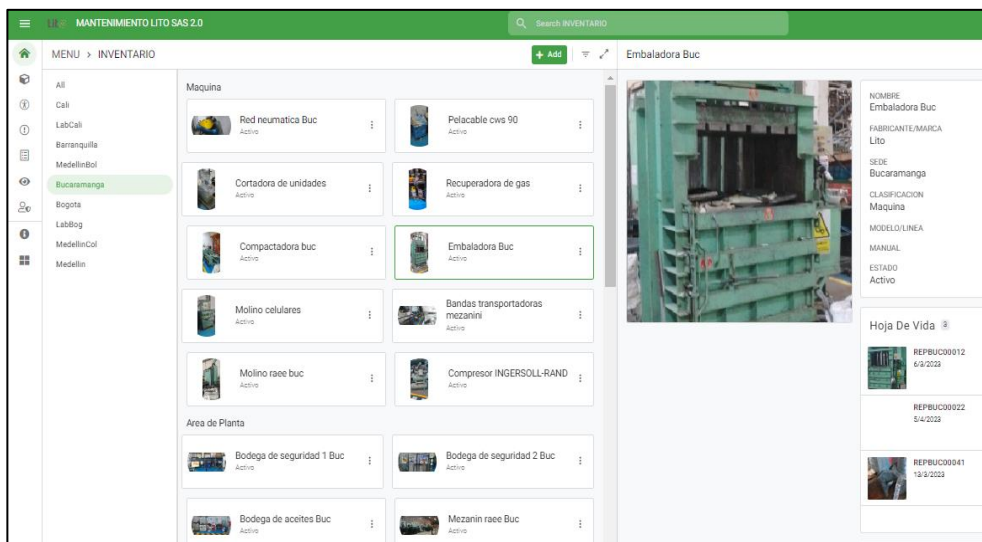 Lito MANTENIMIENTO LITO SAS 2.0
Search INVENTARIO
MENU > INVENTARIO
+ Add
Embaladora Buc
All
Cali
LabCali
Barranquilla
MedellinBol
Bucaramanga
Bogota
LabBog
MedellinCol
Medellin
Maquina
Red neumatica Buc
Activo
Pelacable cws 90
Activo
Cortadora de unidades
Activo
Recuperadora de gas
Activo
Compactadora buc
Activo
Embaladora Buc
Activo
Molino celulares
Activo
Bandas transportadoras
mezanini
Activo
Molino raee buc
Activo
Compresor INGERSOLL-RAND
Activo
Area de Planta
Bodega de seguridad 1 Buc
Activo
Bodega de seguridad 2 Buc
Activo
Bodega de aceites Buc
Activo
Mezanin raee Buc
Activo
NOMBRE
Embaladora Buc
FABRICANTE/MARCA
Lito
SEDE
Bucaramanga
CLASIFICACION
Maquina
MODELO/LINEA
MANUAL
ESTADO
Activo
Hoja De Vida 3
REPBUC00012
6/3/2023
REPBUC00022
5/4/2023
REPBUC00041
13/3/2023